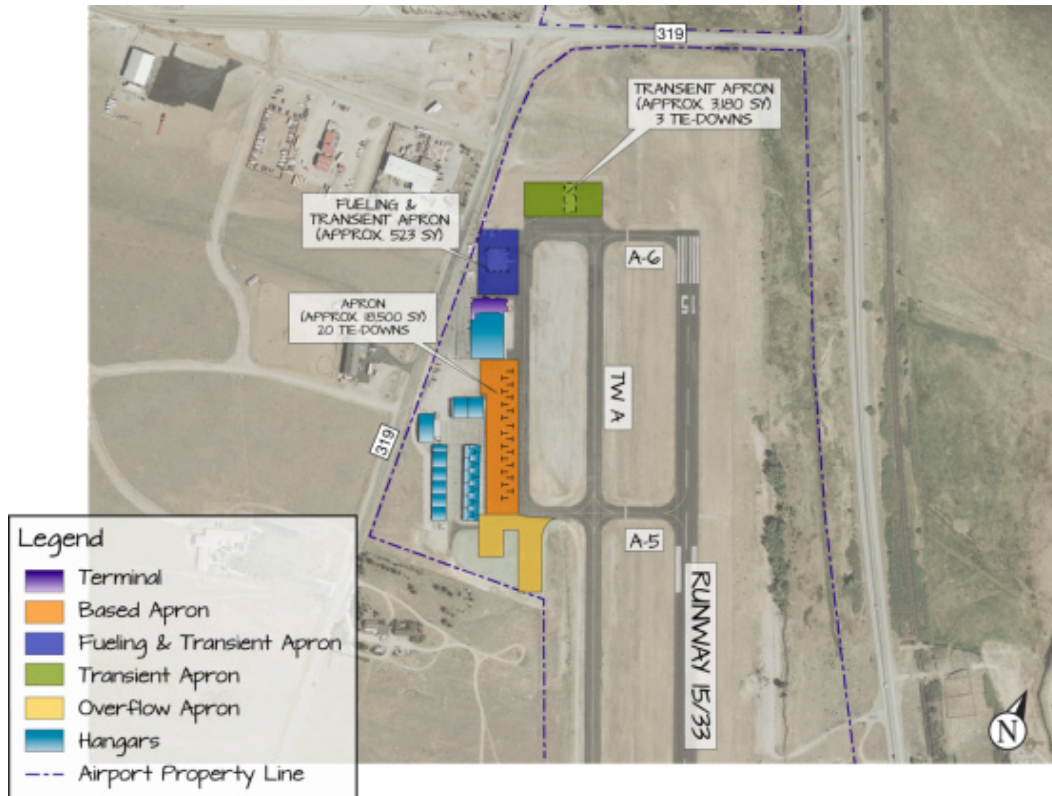 319
TRANSIENT APRON
(APPROX. 3,180 SY)
3 TIE-DOWNS
FUELING &
TRANSIENT APRON
(APPROX. 523 SY)
A-6
15
APRON
(APPROX. 18,500 SY)
20 TIE-DOWNS
TW A
319
A-5
RUNWAY 15/33
Legend
Terminal
Based Apron
Fueling & Transient Apron
Transient Apron
Overflow Apron
Hangars
Airport Property Line
N